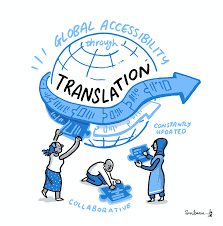 GLOBAL ACCESSIBILITY
through
TRANSLATION
CONSTANTLY
UPDATED
COLLABORATIVE